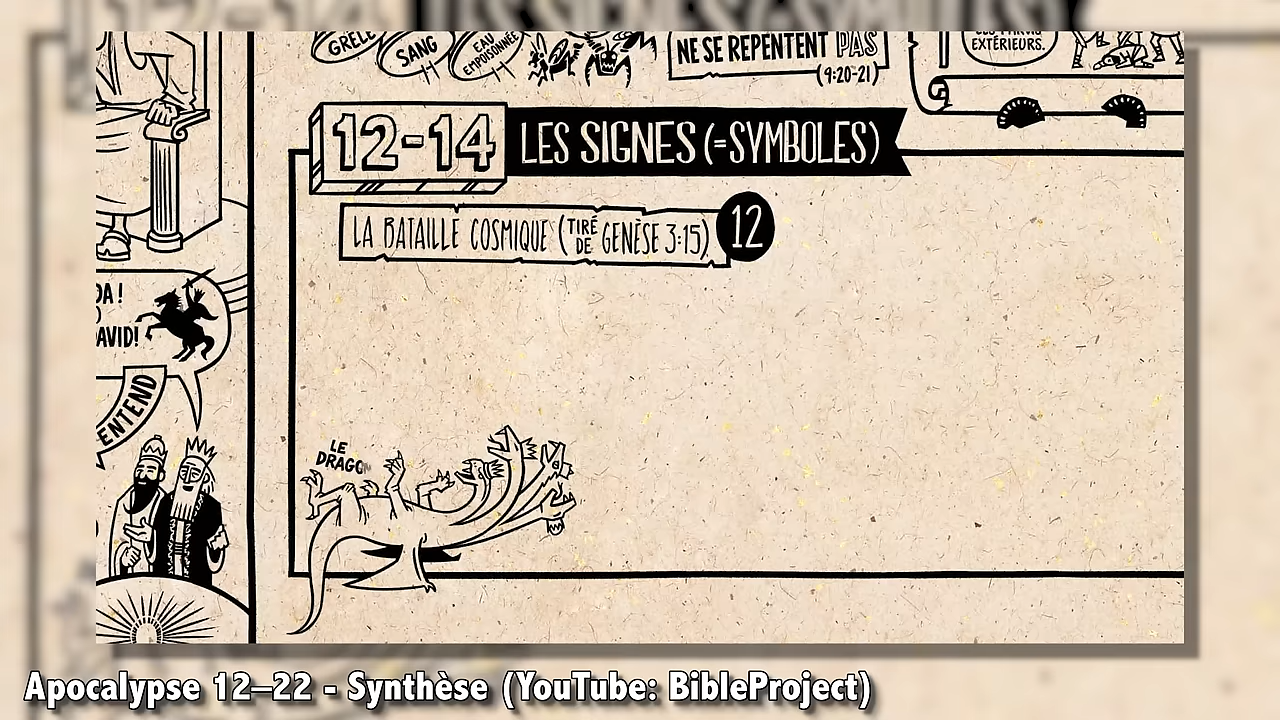 GRÊLE
SANG
EAU
EMPOISONNÉE
NE SE REPENTENT PAS
(9:20-21)
EXTÉRIEURS.
12-14 LES SIGNES (=SYMBOLES)
LA BATAILLE COSMIQUE (TIRÉ DE GENÈSE 3:15) 12
DA!
AVID!
ENTEND
LE
DRAGO
Apocalypse 12–22 - Synthèse (YouTube: BibleProject)